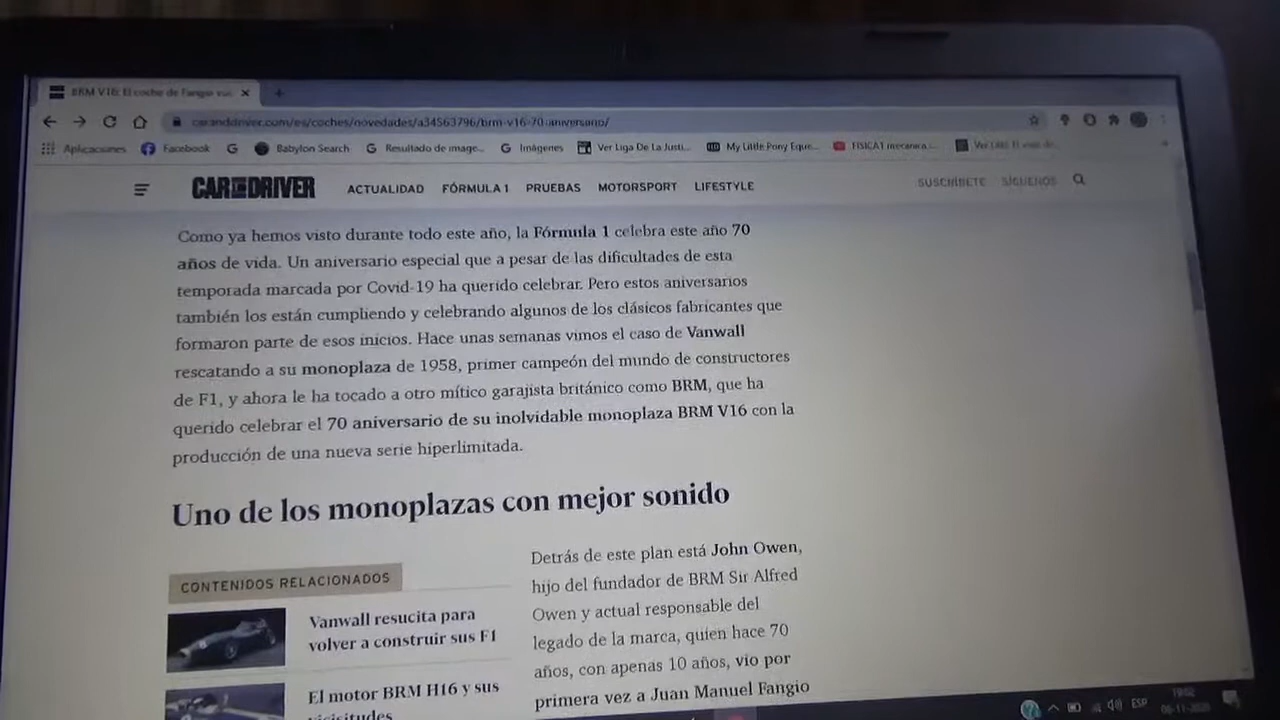 BRM V16: El coche de Fangio
caranddriver.com/es/coches/novedades/a34563796/brm-v16-70-aniversario/
Aplicaciones Facebook G Babylon Search Resultado de image... Imágenes Ver Liga De La Justi... My Little Pony Eque... FISICA1 mecanica
CAR AND DRIVER ACTUALIDAD FÓRMULA 1 PRUEBAS MOTORSPORT LIFESTYLE SUSCRÍBETE SÍGUENOS
Como ya hemos visto durante todo este año, la Fórmula 1 celebra este año 70
años de vida. Un aniversario especial que a pesar de las dificultades de esta
temporada marcada por Covid-19 ha querido celebrar. Pero estos aniversarios
también los están cumpliendo y celebrando algunos de los clásicos fabricantes que
formaron parte de esos inicios. Hace unas semanas vimos el caso de Vanwall
rescatando a su monoplaza de 1958, primer campeón del mundo de constructores
de F1, y ahora le ha tocado a otro mítico garajista británico como BRM, que ha
querido celebrar el 70 aniversario de su inolvidable monoplaza BRM V16 con la
producción de una nueva serie hiperlimitada.
Uno de los monoplazas con mejor sonido
CONTENIDOS RELACIONADOS
Vanwall resucita para
volver a construir sus F1
El motor BRM H16 y sus
vicisitudes
Detrás de este plan está John Owen,
hijo del fundador de BRM Sir Alfred
Owen y actual responsable del
legado de la marca, quien hace 70
años, con apenas 10 años, vio por
primera vez a Juan Manuel Fangio
ESP
19:02